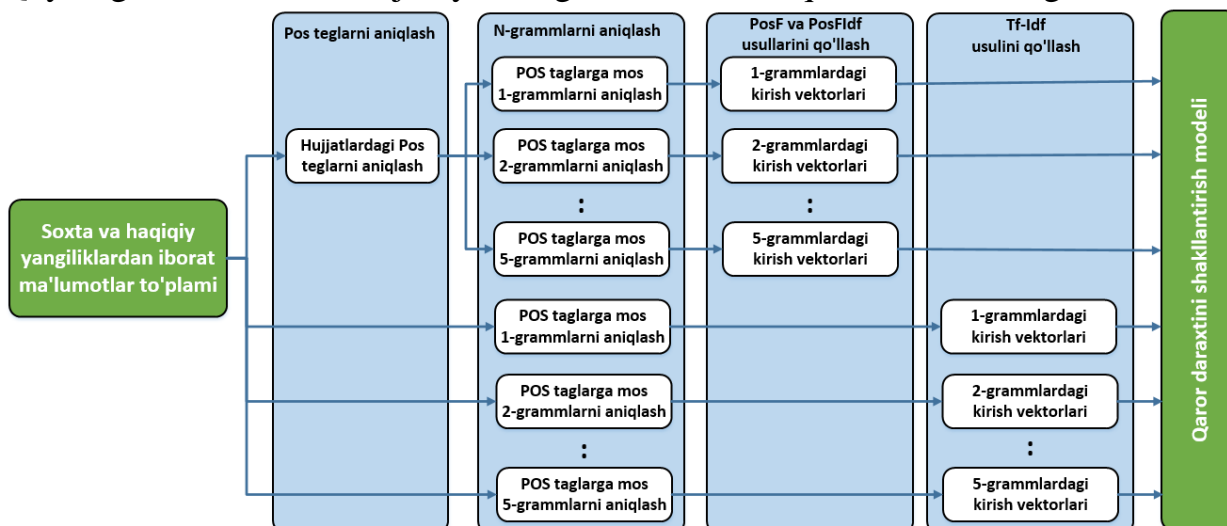 Pos teglarni aniqlash
N-grammlarni aniqlash
PosF va PosFIdf
usullarini qo'llash
Tf-Idf
usulini qo'llash
POS taglarga mos
1-grammlarni aniqlash
1-grammlardagi
kirish vektorlari
Hujjatlardagi Pos
teglarni aniqlash
POS taglarga mos
2-grammlarni aniqlash
2-grammlardagi
kirish vektorlari
:
:
POS taglarga mos
5-grammlarni aniqlash
5-grammlardagi
kirish vektorlari
Soxta va haqiqiy
yangiliklardan iborat
ma'lumotlar to'plami
POS taglarga mos
1-grammlarni aniqlash
1-grammlardagi
kirish vektorlari
POS taglarga mos
2-grammlarni aniqlash
2-grammlardagi
kirish vektorlari
:
:
POS taglarga mos
5-grammlarni aniqlash
5-grammlardagi
kirish vektorlari
Qaror daraxtini shakllantirish modeli